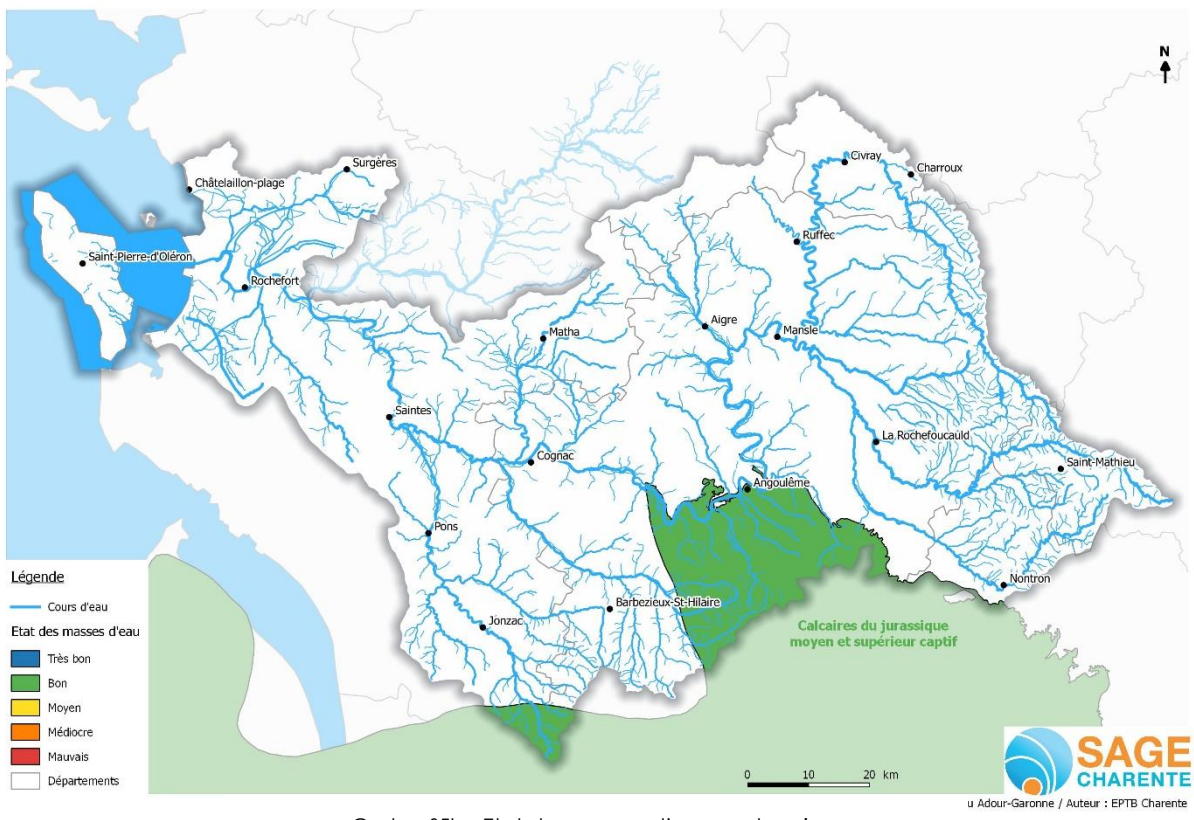 N
Surgères
Civray
Charroux
Châtelaillon-plage
Ruffec
Saint-Pierre-d'Oléron
Rochefort
Aigre
Mansle
Matha
Saintes
La Rochefoucauld
Cognac
Saint-Mathieu
Angoulême
Pons
Nontron
Barbezieux-St-Hilaire
Jonzac
Calcaires du jurassique
moyen et supérieur captif
Légende
Cours d'eau
Etat des masses d'eau
Très bon
Bon
Moyen
Médiocre
Mauvais
Départements
0 10 20 km
SAGE
CHARENTE
u Adour-Garonne / Auteur : EPTB Charente